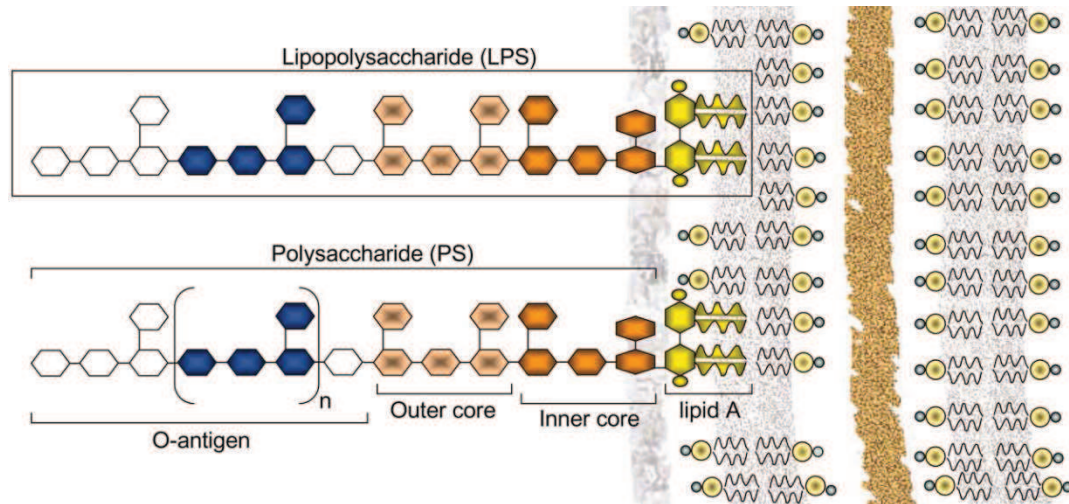 Lipopolysaccharide (LPS)
Polysaccharide (PS)
n
Outer core
Inner core
lipid A
O-antigen